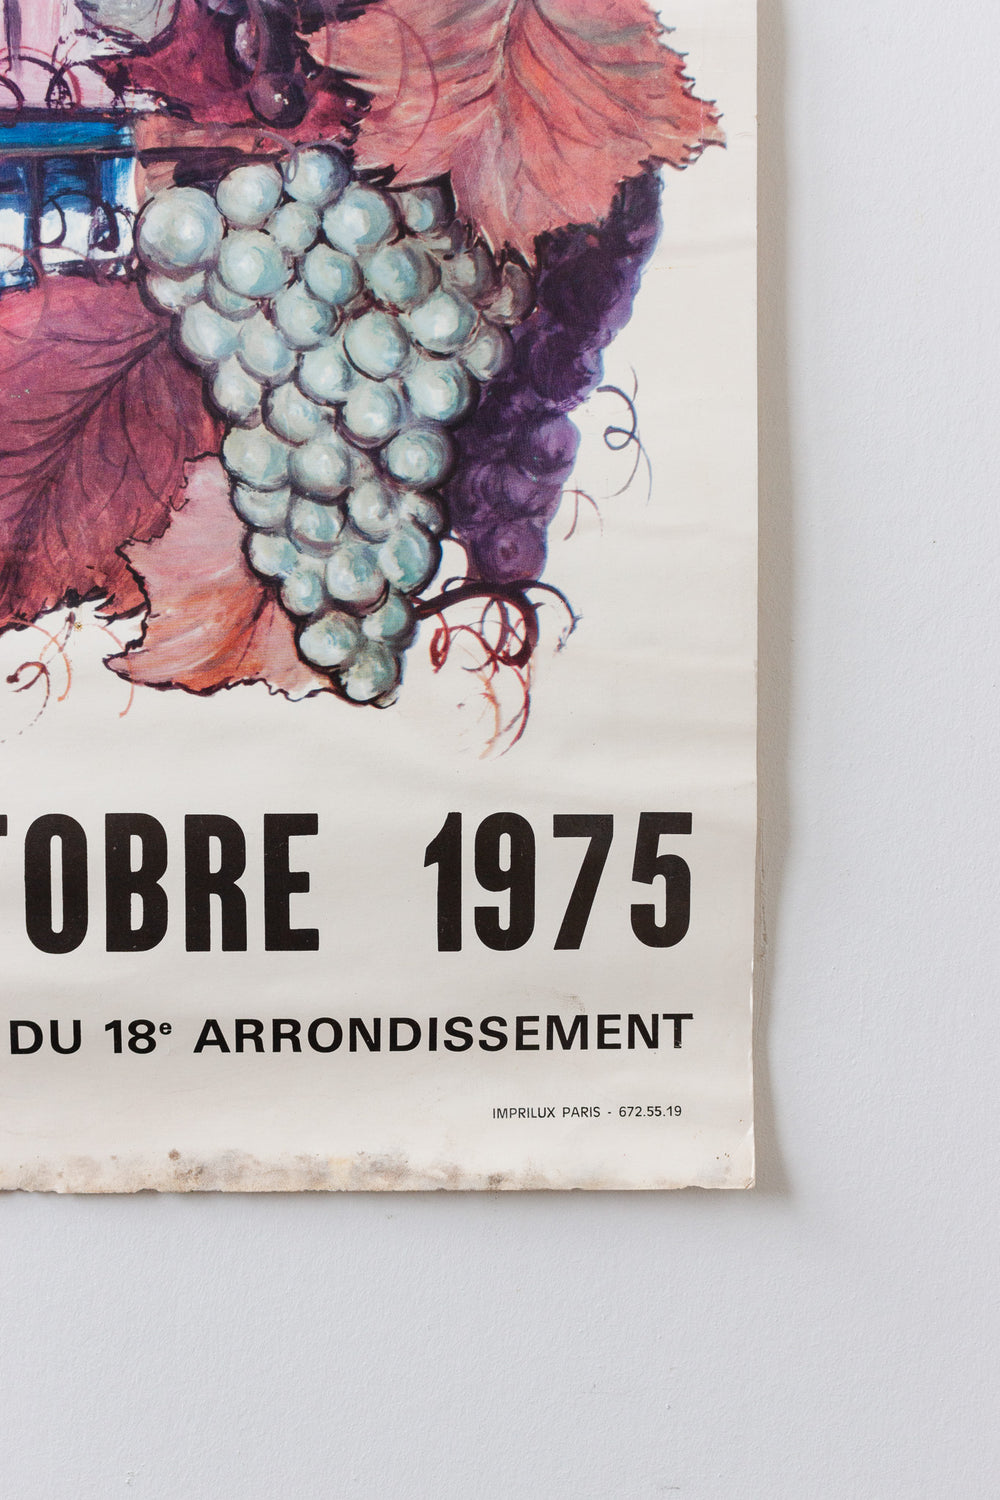 TOBRE 1975
DU 18e ARRONDISSEMENT
IMPRILUX PARIS - 672.55.19